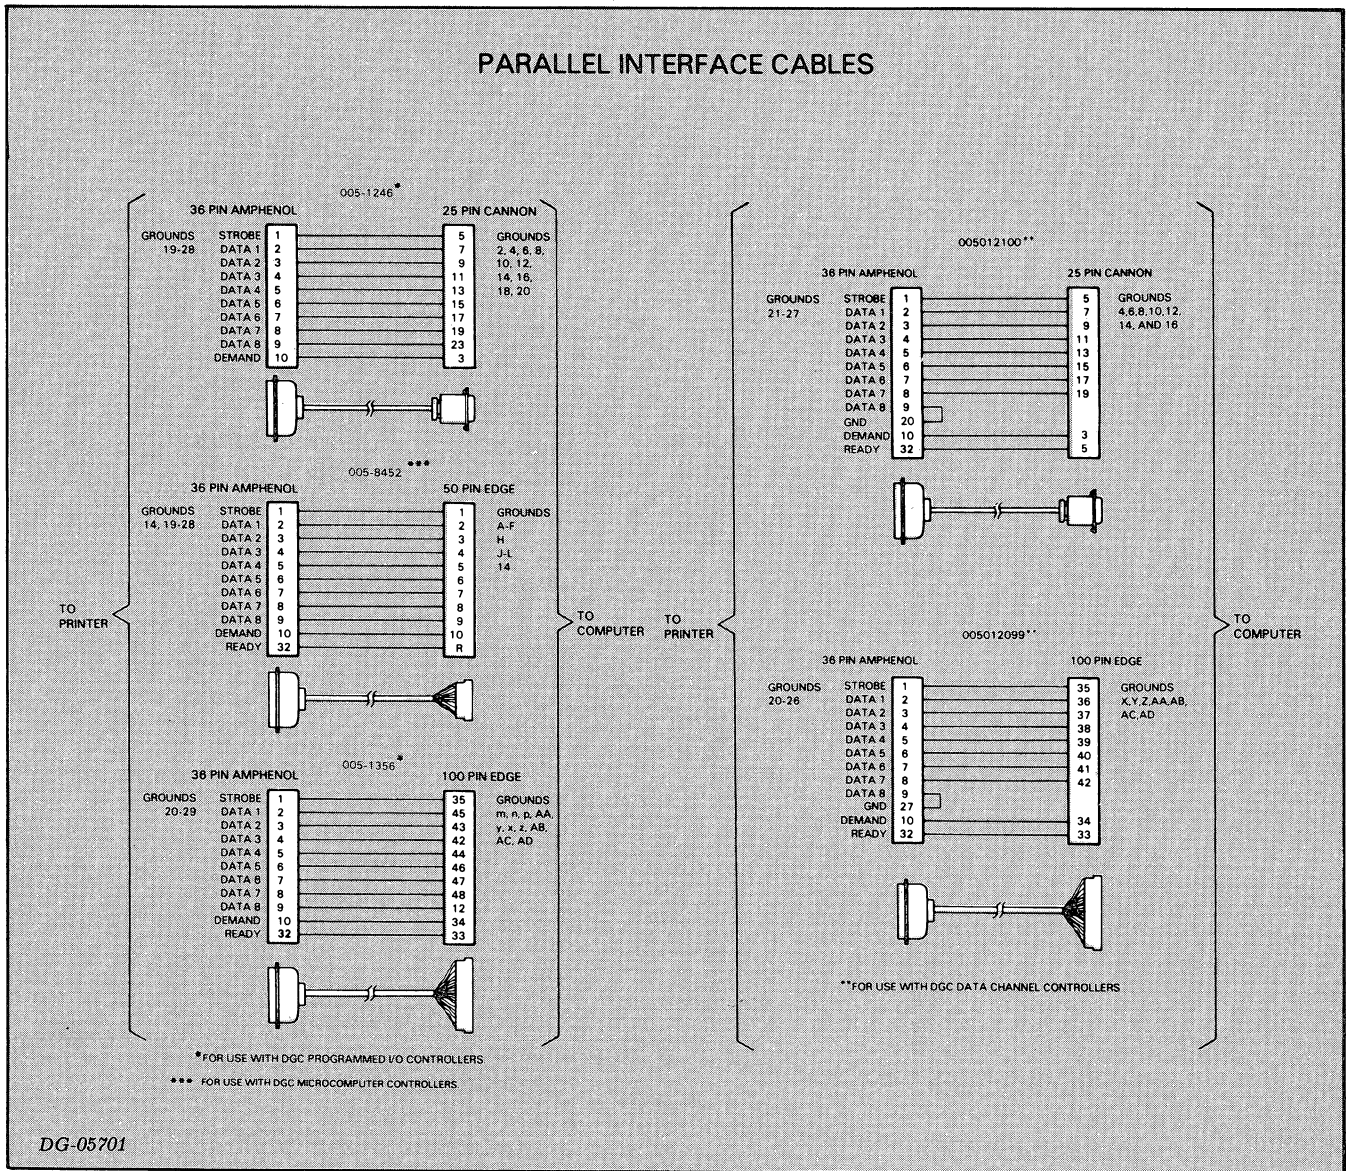 PARALLEL INTERFACE CABLES
005-1246*
36 PIN AMPHENOL 25 PIN CANNON
GROUNDS STROBE 1 5 GROUNDS
19-28 DATA 1 2 7 2, 4, 6, 8,
DATA 2 3 9 10, 12,
DATA 3 4 11 14, 16,
DATA 4 5 13 18, 20
DATA 5 6 15
DATA 6 7 17
DATA 7 8 19
DATA 8 9 23
DEMAND 10 3
005-8452 ***
36 PIN AMPHENOL 50 PIN EDGE
GROUNDS STROBE 1 1 GROUNDS
14, 19-28 DATA 1 2 2 A-F
DATA 2 3 3 H
DATA 3 4 4 J-L
DATA 4 5 5 14
DATA 5 6 6
DATA 6 7 7
DATA 7 8 8
DATA 8 9 9
DEMAND 10 10
READY 32 R
TO
PRINTER
TO
COMPUTER
005-1356*
36 PIN AMPHENOL 100 PIN EDGE
GROUNDS STROBE 1 35 GROUNDS
20-29 DATA 1 2 45 m, n, p, AA,
DATA 2 3 43 y, x, z, AB,
DATA 3 4 42 AC, AD
DATA 4 5 44
DATA 5 6 46
DATA 6 7 47
DATA 7 8 48
DATA 8 9 12
DEMAND 10 34
READY 32 33
*FOR USE WITH DGC PROGRAMMED I/O CONTROLLERS
*** FOR USE WITH DGC MICROCOMPUTER CONTROLLERS.
005012100**
36 PIN AMPHENOL 25 PIN CANNON
GROUNDS STROBE 1 5 GROUNDS
21-27 DATA 1 2 7 4,6,8,10,12,
DATA 2 3 9 14, AND 16
DATA 3 4 11
DATA 4 5 13
DATA 5 6 15
DATA 6 7 17
DATA 7 8 19
DATA 8 9
GND 20
DEMAND 10 3
READY 32 5
TO
PRINTER
TO
COMPUTER
005012099**
36 PIN AMPHENOL 100 PIN EDGE
GROUNDS STROBE 1 35 GROUNDS
20-26 DATA 1 2 36 X,Y,Z,AA,AB,
DATA 2 3 37 AC,AD
DATA 3 4 38
DATA 4 5 39
DATA 5 6 40
DATA 6 7 41
DATA 7 8 42
DATA 8 9
GND 27
DEMAND 10 34
READY 32 33
**FOR USE WITH DGC DATA CHANNEL CONTROLLERS
DG-05701